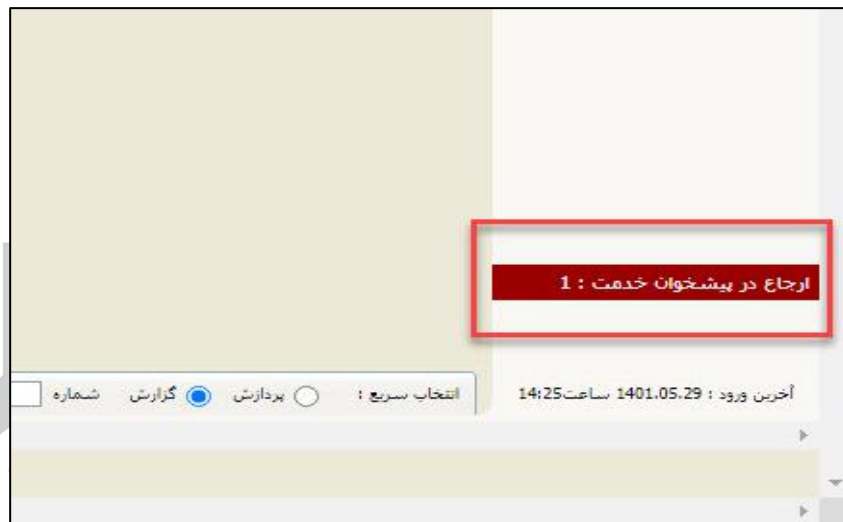 ارجاع در پیشخوان خدمت : 1
آخرین ورود : 1401.05.29 ساعت14:25
انتخاب سریع : پردازش گزارش شماره